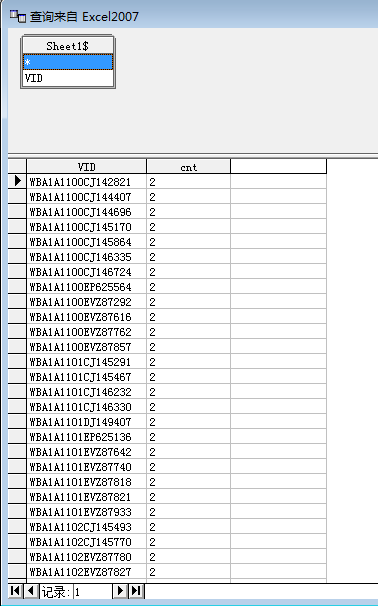 查询来自 Excel2007
Sheet1$
*
VID
VID cnt
WBA1A1100CJ142821 2
WBA1A1100CJ144407 2
WBA1A1100CJ144696 2
WBA1A1100CJ145170 2
WBA1A1100CJ145864 2
WBA1A1100CJ146335 2
WBA1A1100CJ146724 2
WBA1A1100EP625564 2
WBA1A1100EVZ87292 2
WBA1A1100EVZ87616 2
WBA1A1100EVZ87762 2
WBA1A1100EVZ87857 2
WBA1A1101CJ145291 2
WBA1A1101CJ145467 2
WBA1A1101CJ146232 2
WBA1A1101CJ146330 2
WBA1A1101DJ149407 2
WBA1A1101EP625136 2
WBA1A1101EVZ87642 2
WBA1A1101EVZ87740 2
WBA1A1101EVZ87818 2
WBA1A1101EVZ87821 2
WBA1A1101EVZ87933 2
WBA1A1102CJ145493 2
WBA1A1102CJ145770 2
WBA1A1102EVZ87780 2
WBA1A1102EVZ87827 2
记录: 1